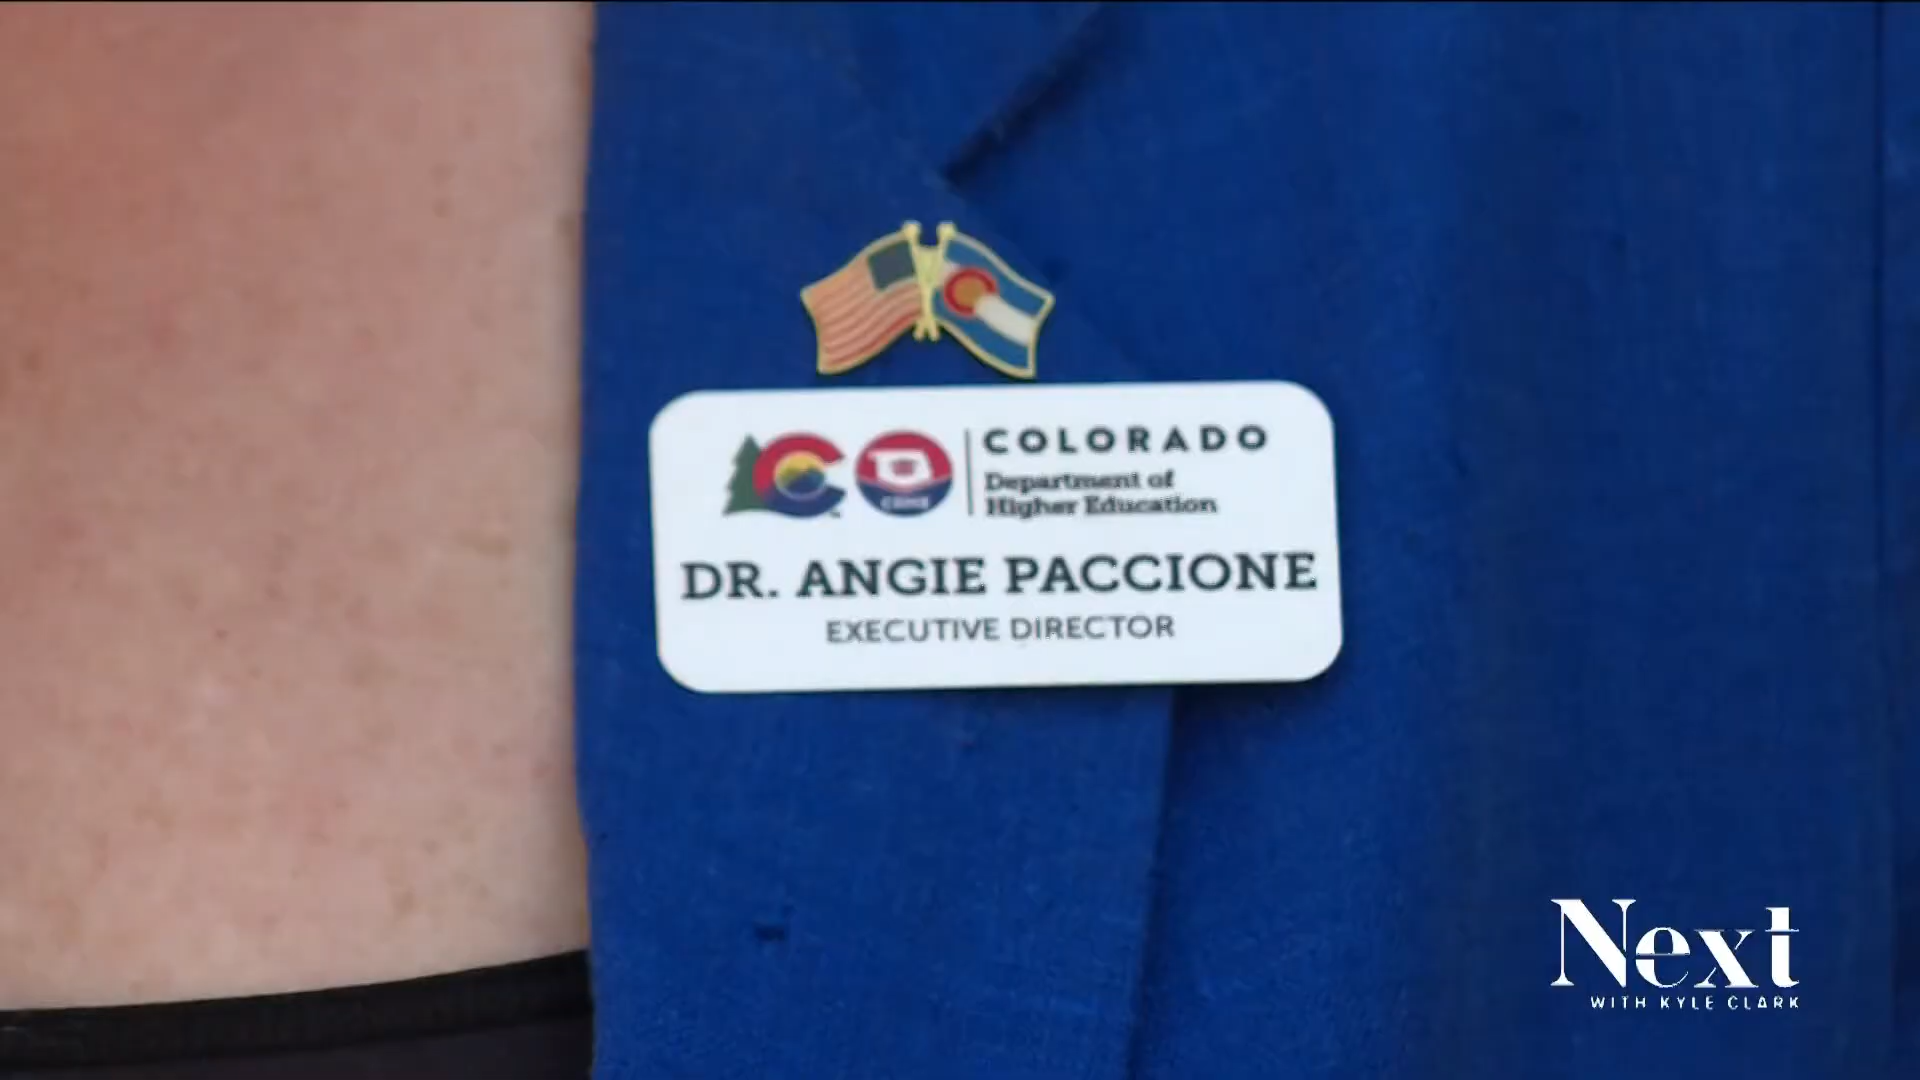 COLORADO
Department of
Higher Education
DR. ANGIE PACCIONE
EXECUTIVE DIRECTOR
Next
WITH KYLE CLARK